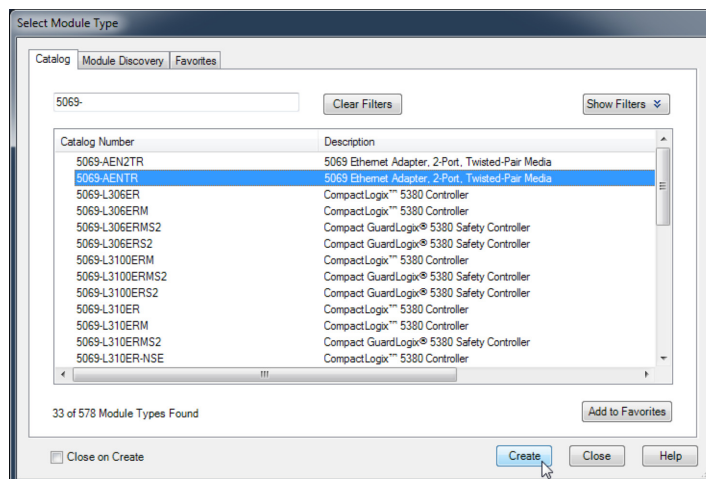 Select Module Type
Catalog Module Discovery Favorites
5069- Clear Filters Show Filters
Catalog Number Description
5069-AEN2TR 5069 Ethernet Adapter, 2-Port, Twisted-Pair Media
5069-AENTR 5069 Ethernet Adapter, 2-Port, Twisted-Pair Media
5069-L306ER CompactLogix™ 5380 Controller
5069-L306ERM CompactLogix™ 5380 Controller
5069-L306ERMS2 Compact GuardLogix® 5380 Safety Controller
5069-L306ERS2 Compact GuardLogix® 5380 Safety Controller
5069-L3100ERM CompactLogix™ 5380 Controller
5069-L3100ERMS2 Compact GuardLogix® 5380 Safety Controller
5069-L3100ERS2 Compact GuardLogix® 5380 Safety Controller
5069-L310ER CompactLogix™ 5380 Controller
5069-L310ERM CompactLogix™ 5380 Controller
5069-L310ERMS2 Compact GuardLogix® 5380 Safety Controller
5069-L310ER-NSE CompactLogix™ 5380 Controller
33 of 578 Module Types Found Add to Favorites
Close on Create Create Close Help